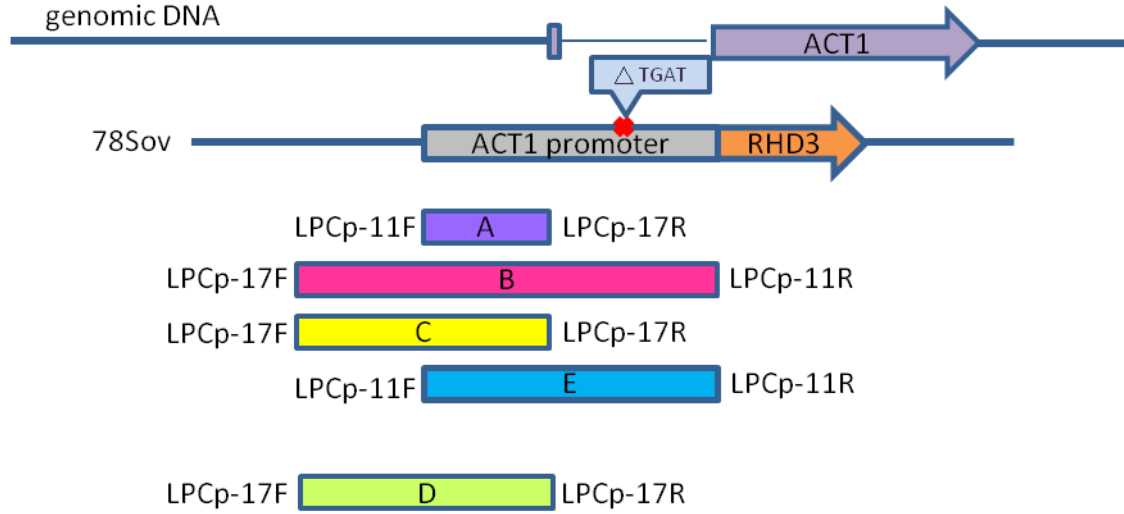 genomic DNA
ACT1
△ TGAT
78Sov
ACT1 promoter
RHD3
LPCp-11F A LPCp-17R
LPCp-17F B LPCp-11R
LPCp-17F C LPCp-17R
LPCp-11F E LPCp-11R
LPCp-17F D LPCp-17R